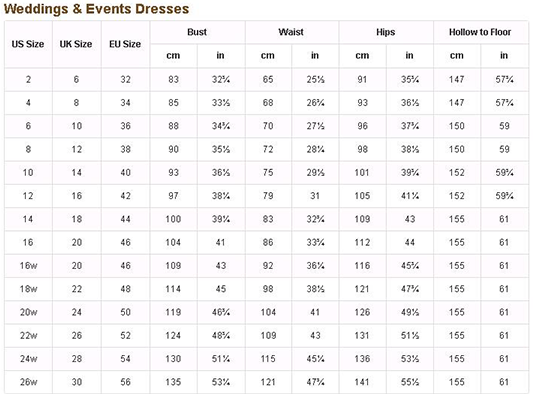 Weddings & Events Dresses
US Size UK Size EU Size Bust Waist Hips Hollow to Floor
cm in cm in cm in cm in
2 6 32 83 32¾ 65 25½ 91 35¾ 147 57¾
4 8 34 85 33½ 68 26¾ 93 36½ 147 57¾
6 10 36 88 34¾ 70 27½ 96 37¾ 150 59
8 12 38 90 35½ 72 28¼ 98 38½ 150 59
10 14 40 93 36½ 75 29½ 101 39¾ 152 59¾
12 16 42 97 38¼ 79 31 105 41¼ 152 59¾
14 18 44 100 39¼ 83 32¾ 109 43 155 61
16 20 46 104 41 86 33¾ 112 44 155 61
16w 20 46 109 43 92 36¼ 116 45¾ 155 61
18w 22 48 114 45 98 38½ 121 47¾ 155 61
20w 24 50 119 46¾ 104 41 126 49½ 155 61
22w 26 52 124 48¾ 109 43 131 51½ 155 61
24w 28 54 130 51¼ 115 45¼ 136 53½ 155 61
26w 30 56 135 53¼ 121 47¾ 141 55½ 155 61